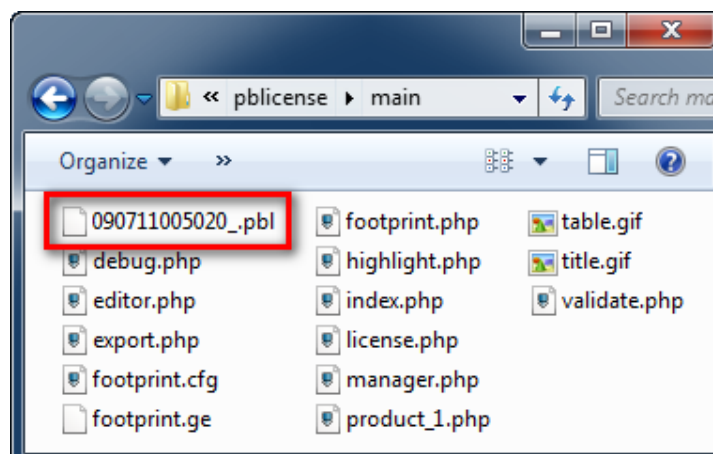 « pblicense main Search ma
Organize »
090711005020_.pbl footprint.php table.gif
debug.php highlight.php title.gif
editor.php index.php validate.php
export.php license.php
footprint.cfg manager.php
footprint.ge product_1.php